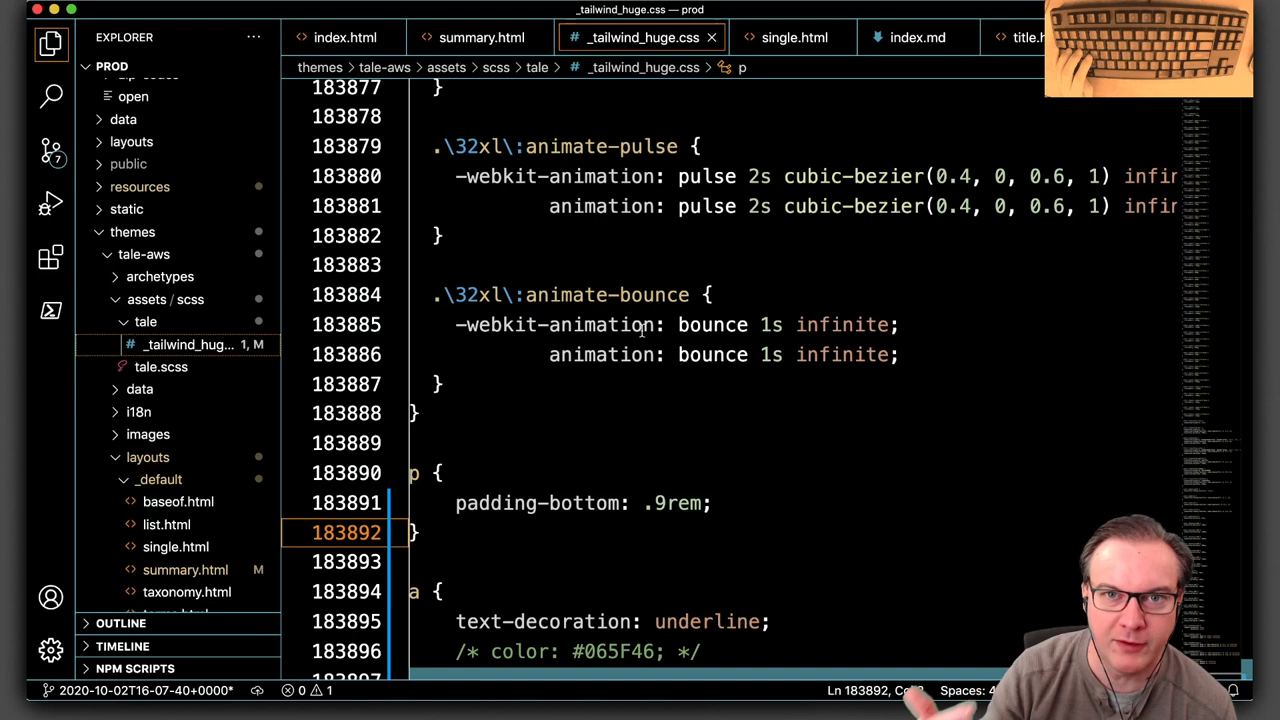 _tailwind_huge.css — prod
EXPLORER
index.html
summary.html
_tailwind_huge.css
single.html
index.md
title.h
PROD
themes > tale-aws > assets > scss > tale > # _tailwind_huge.css > p
open
data
layouts
public
resources
static
themes
tale-aws
archetypes
assets / scss
tale
# _tailwind_hug... 1, M
tale.scss
data
i18n
images
layouts
_default
baseof.html
list.html
single.html
summary.html M
taxonomy.html
OUTLINE
TIMELINE
NPM SCRIPTS
183877 }
183878
183879 .\32xl\:animate-pulse {
183880 -webkit-animation: pulse 2s cubic-bezier(0.4, 0, 0.6, 1) infin
183881 animation: pulse 2s cubic-bezier(0.4, 0, 0.6, 1) infin
183882 }
183883
183884 .\32xl\:animate-bounce {
183885 -webkit-animation: bounce 1s infinite;
183886 animation: bounce 1s infinite;
183887 }
183888 }
183889
183890 p {
183891 padding-bottom: .9em;
183892 }
183893
183894 a {
183895 text-decoration: underline;
183896 /* color: #065F46; */
2020-10-02T16-07-40+0000*
0 1
Ln 183892, Col 2
Spaces: 4